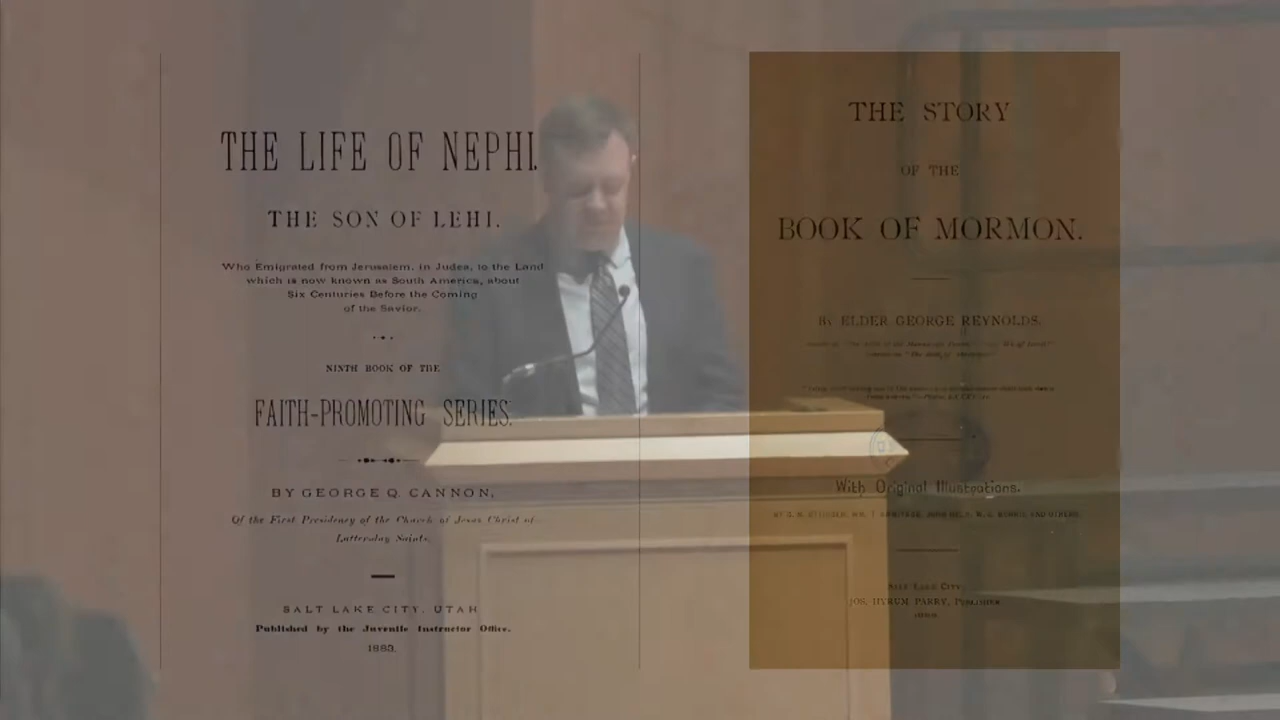 THE LIFE OF NEPHI.
THE SON OF LEHI.
Who Emigrated from Jerusalem, in Judea, to the Land
which is now known as South America, about
Six Centuries Before the Coming
of the Savior.
NINTH BOOK OF THE
FAITH-PROMOTING SERIES.
BY GEORGE Q. CANNON,
Of the First Presidency of the Church of Jesus Christ of
Latter-day Saints.
SALT LAKE CITY, UTAH
Published by the Juvenile Instructor Office.
1883.
THE STORY
OF THE
BOOK OF MORMON.
BY ELDER GEORGE REYNOLDS.
With Original Illustrations.
AND OTHERS.
SALT LAKE CITY
JOS. HYRUM PARRY, PUBLISHER